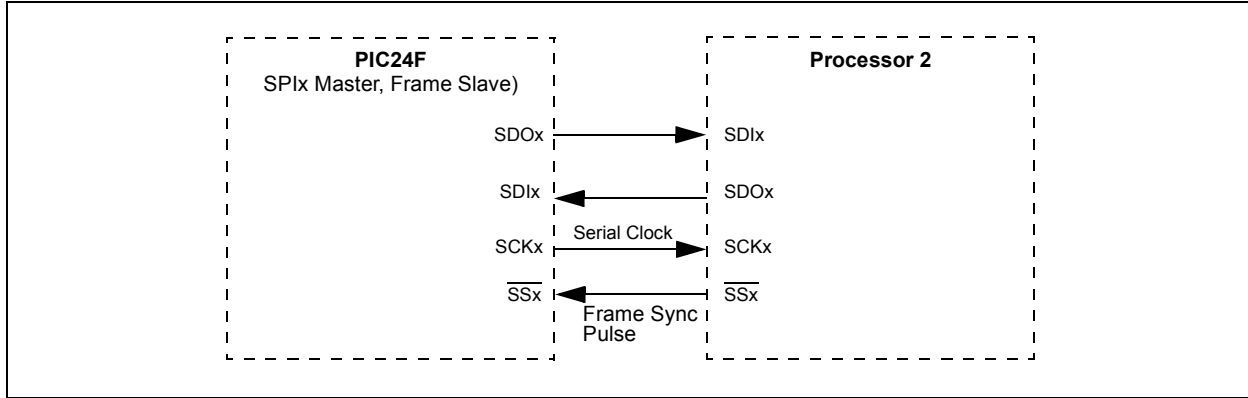 PIC24F
SPIx Master, Frame Slave)
Processor 2
SDOx
SDIx
SDIx
SDOx
SCKx
Serial Clock
SCKx
SSx
Frame Sync
Pulse
SSx